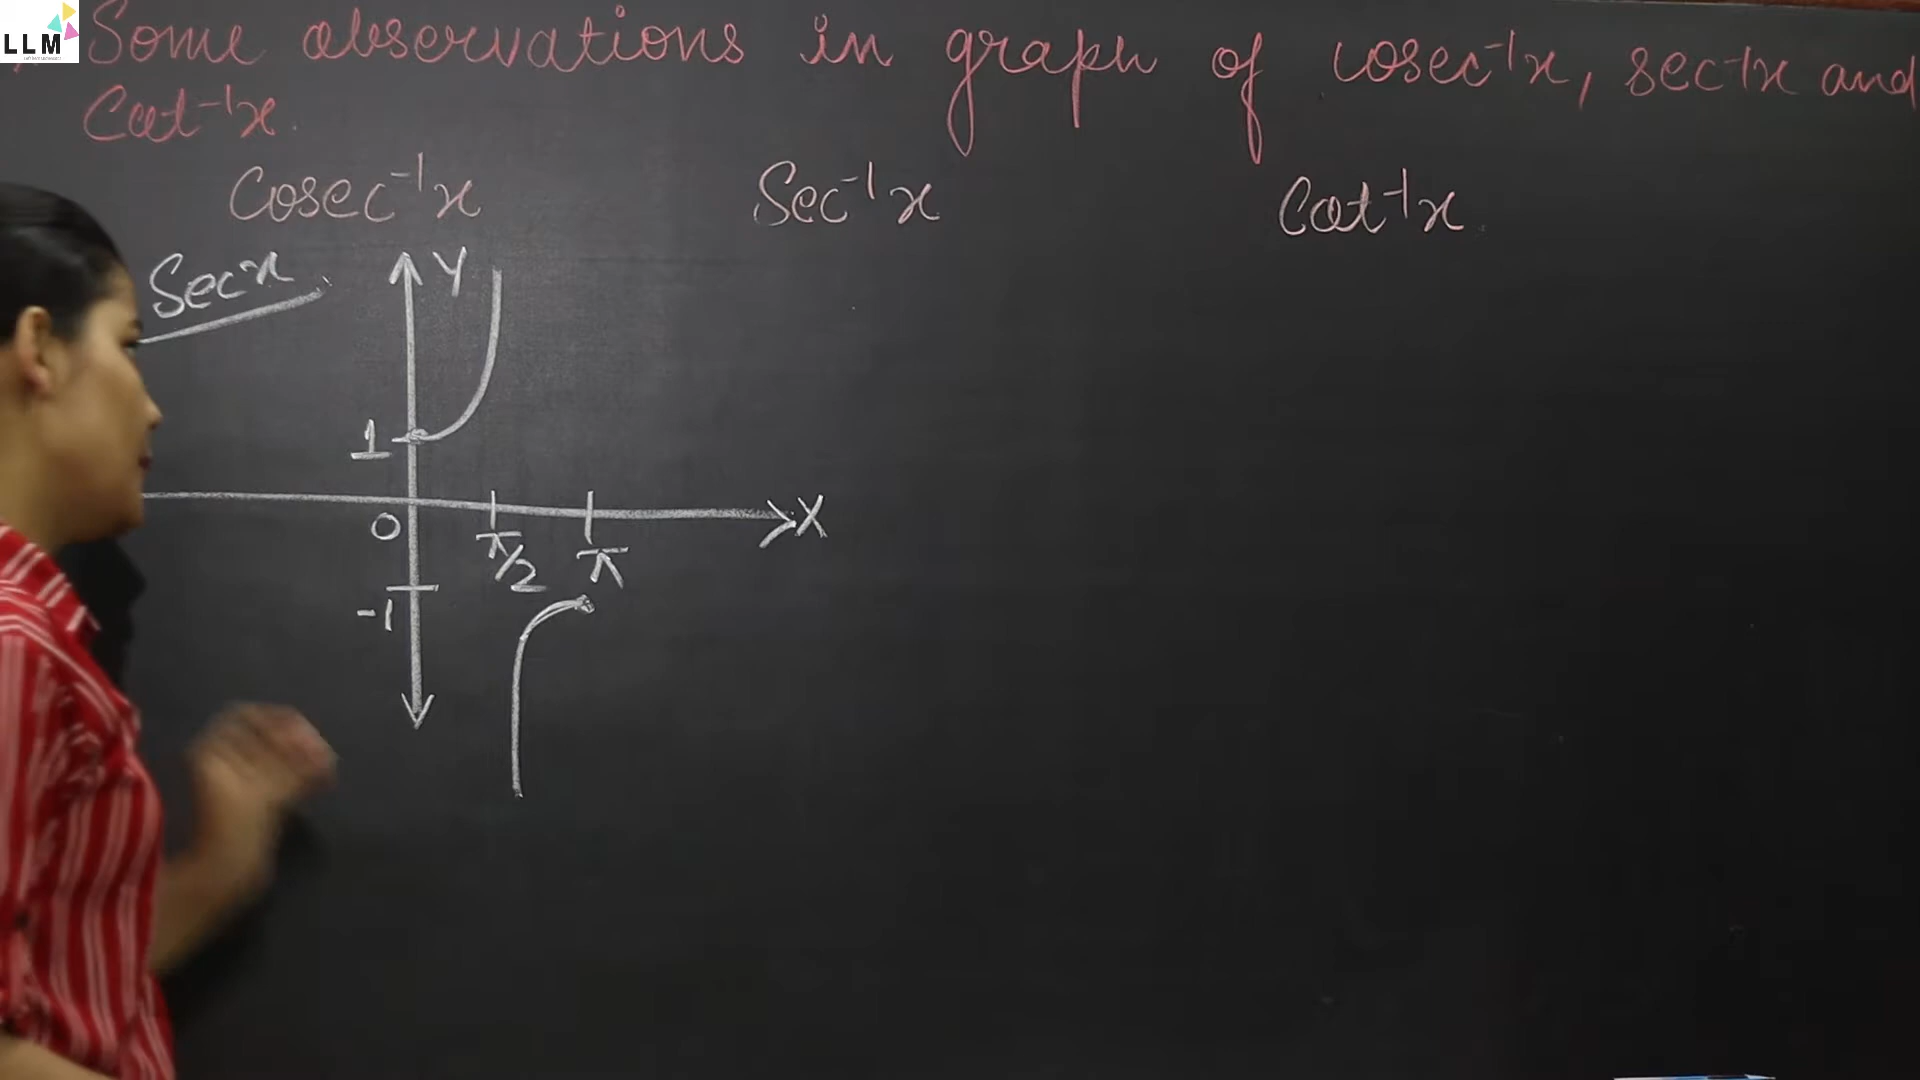 LLM
Some observations in graph of cosec⁻¹x, sec⁻¹x and
Cot⁻¹x.
Cosec⁻¹x Sec⁻¹x Cot⁻¹x
Sec x
Y
1
X
0
π/2
π
-1